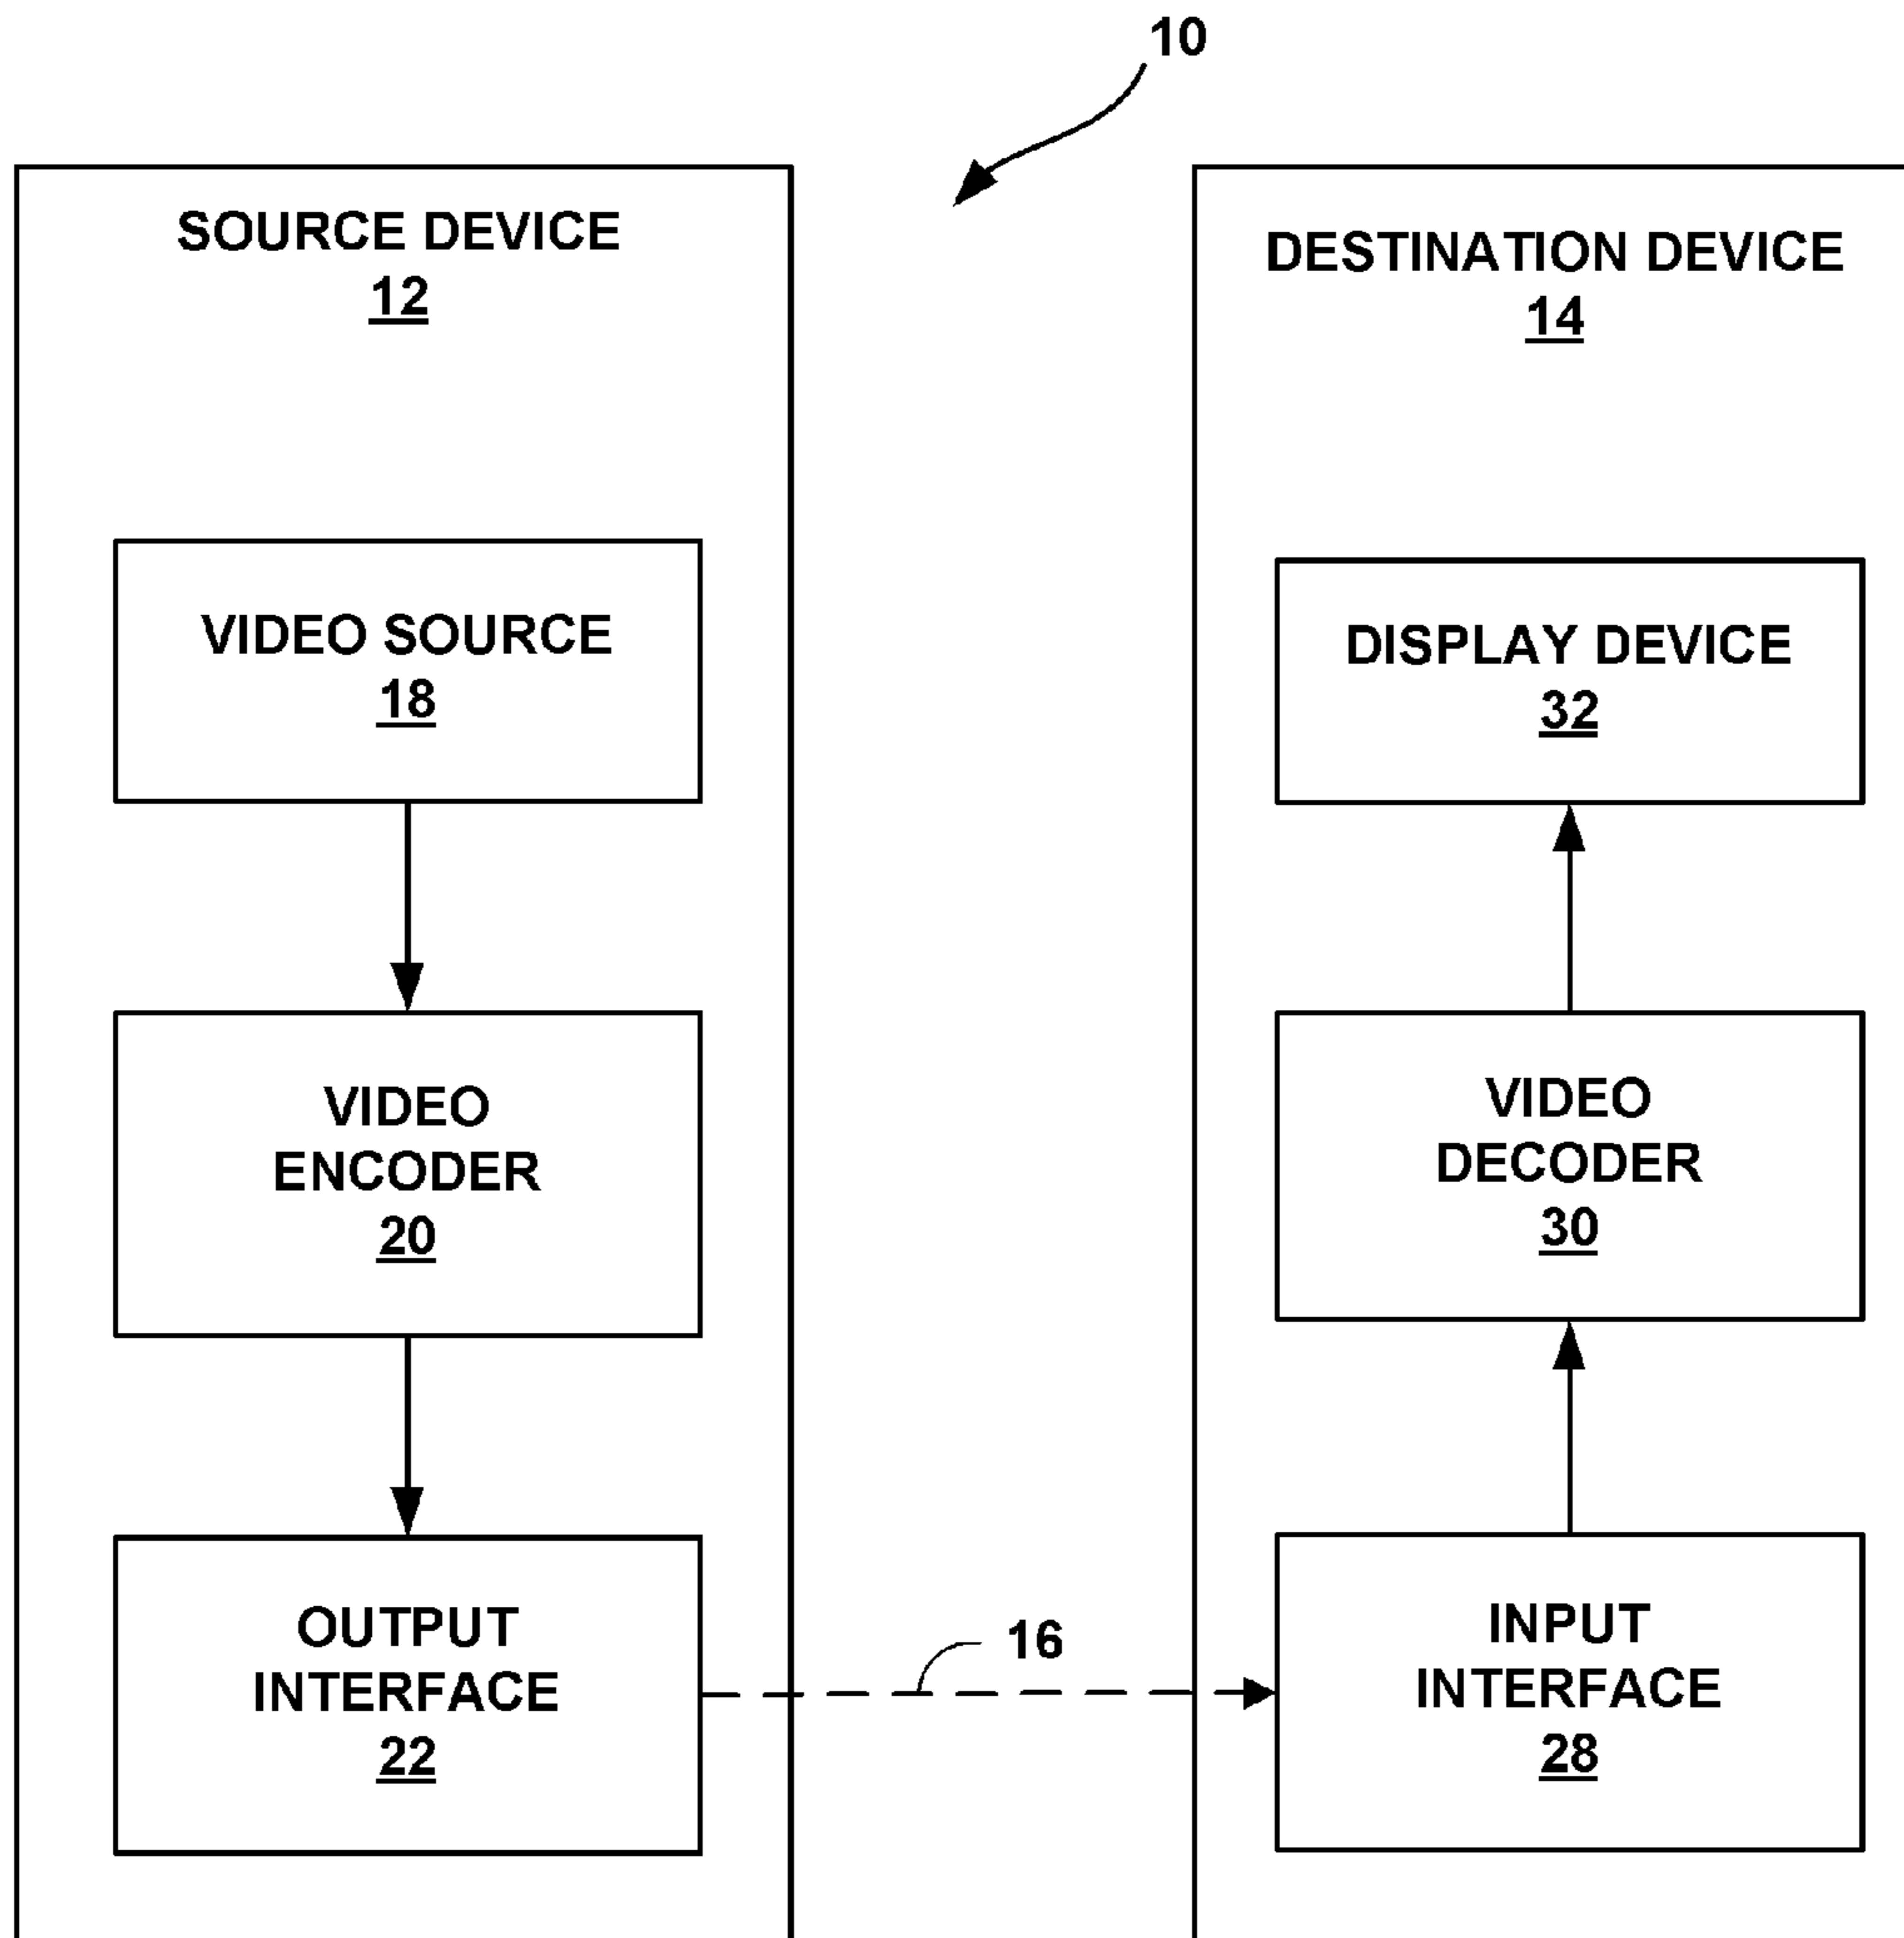 10
SOURCE DEVICE
12
VIDEO SOURCE
18
VIDEO
ENCODER
20
OUTPUT
INTERFACE
22
16
DESTINATION DEVICE
14
DISPLAY DEVICE
32
VIDEO
DECODER
30
INPUT
INTERFACE
28